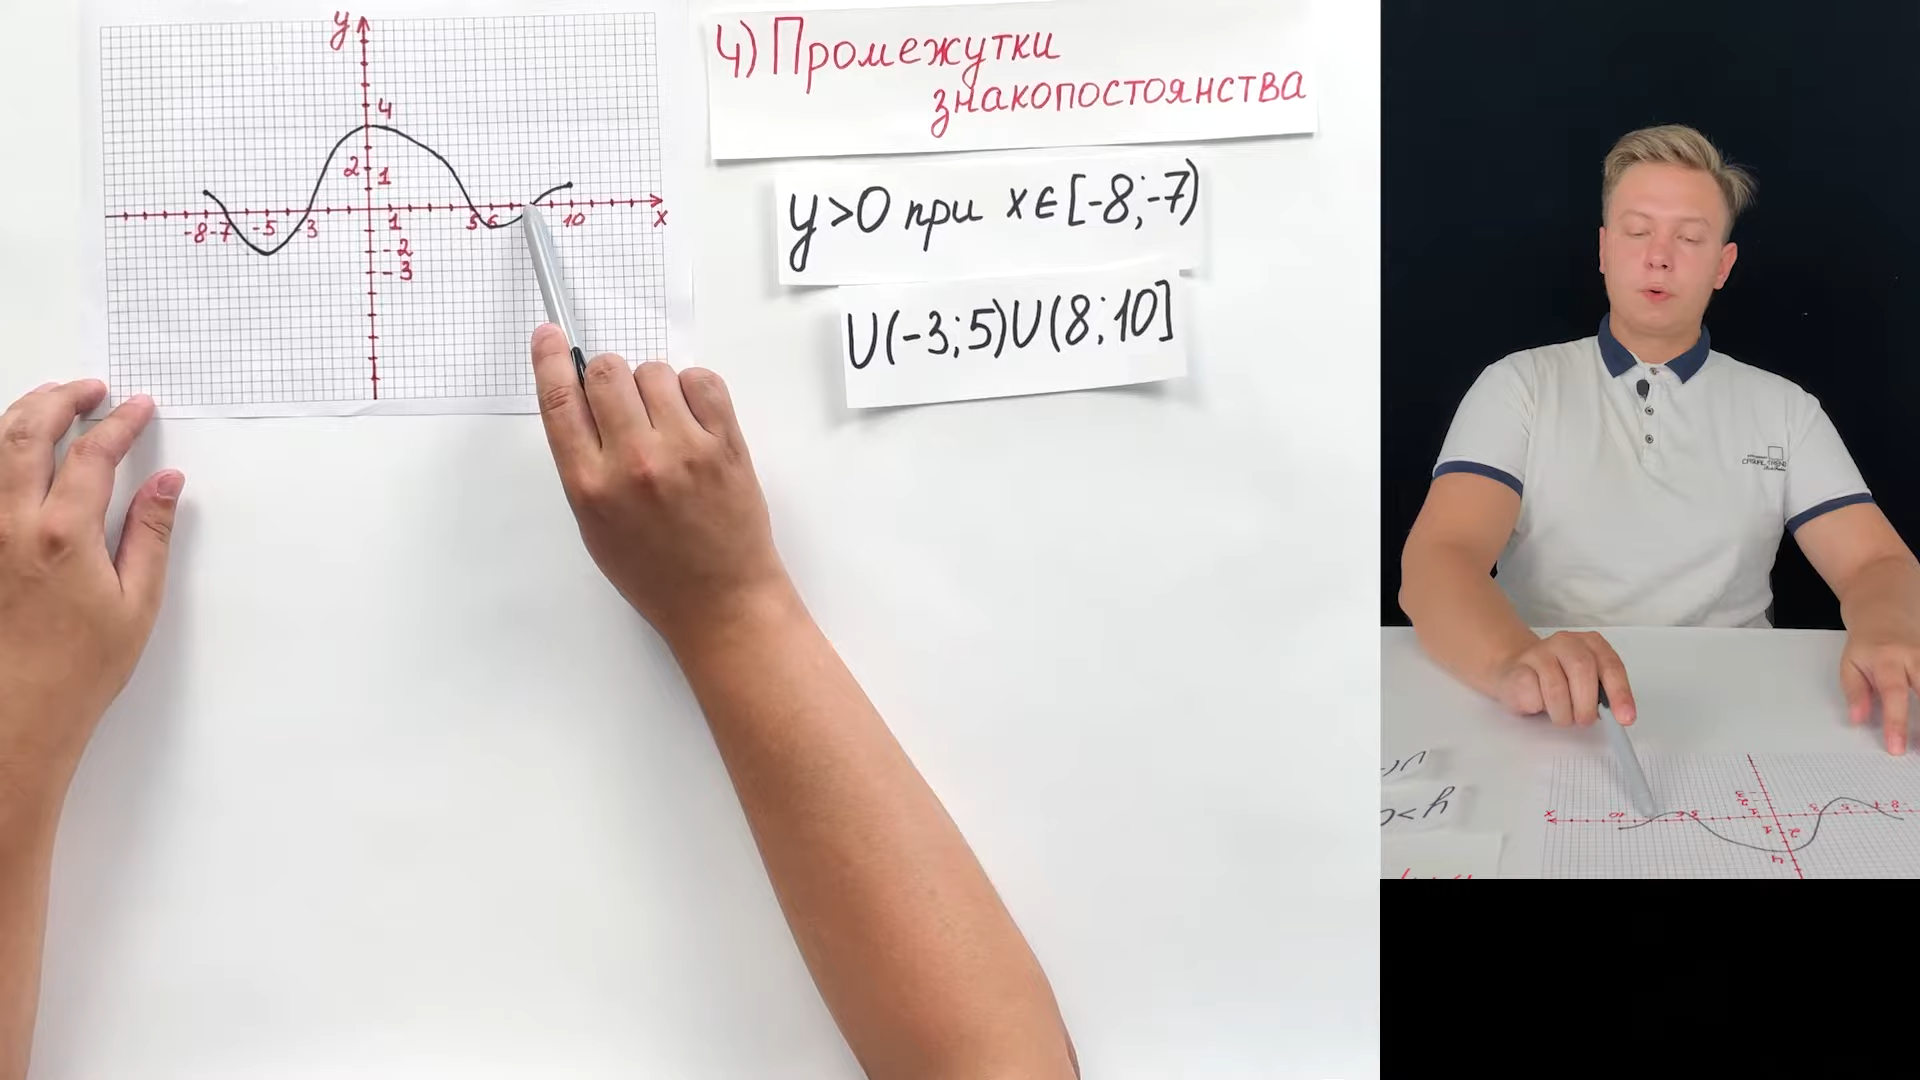 y
4
2
1
-8 -7 -5 -3 1 5 6 10 x
-2
-3
4) Промежутки
знакопостоянства
y>0 при x∈[-8;-7)
U(-3;5)U(8;10]